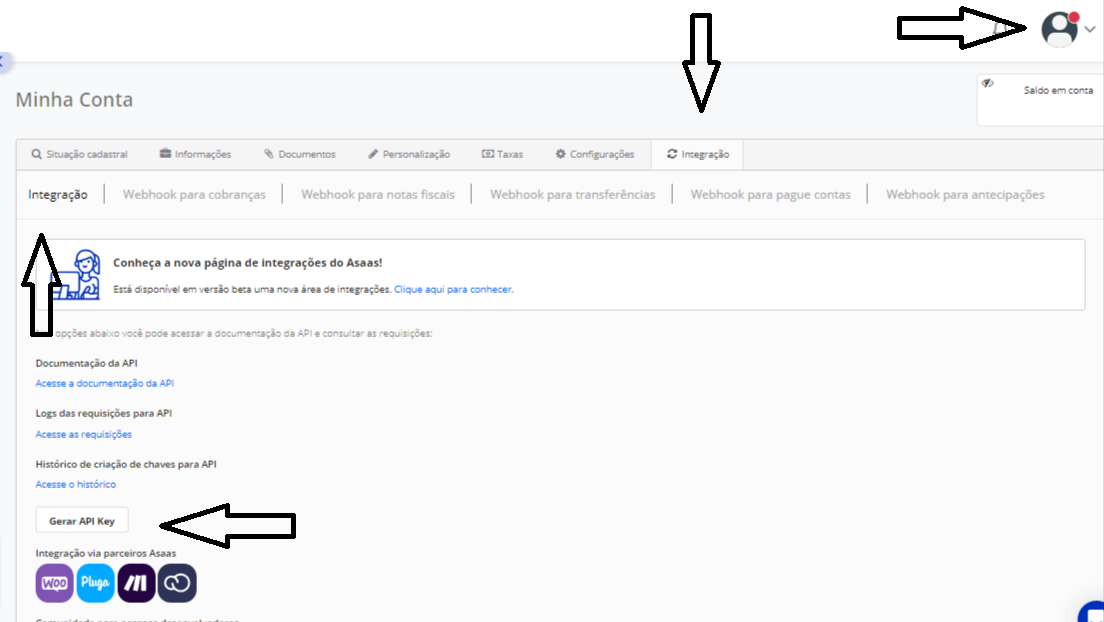 Minha Conta
Saldo em conta
Situação cadastral Informações Documentos Personalização Taxas Configurações Integração
Integração Webhook para cobranças Webhook para notas fiscais Webhook para transferências Webhook para pague contas Webhook para antecipações
Conheça a nova página de integrações do Asaas!
Está disponível em versão beta uma nova área de integrações. Clique aqui para conhecer.
opções abaixo você pode acessar a documentação da API e consultar as requisições:
Documentação da API
Acesse a documentação da API
Logs das requisições para API
Acesse as requisições
Histórico de criação de chaves para API
Acesse o histórico
Gerar API Key
Integração via parceiros Asaas
WOO Pluga